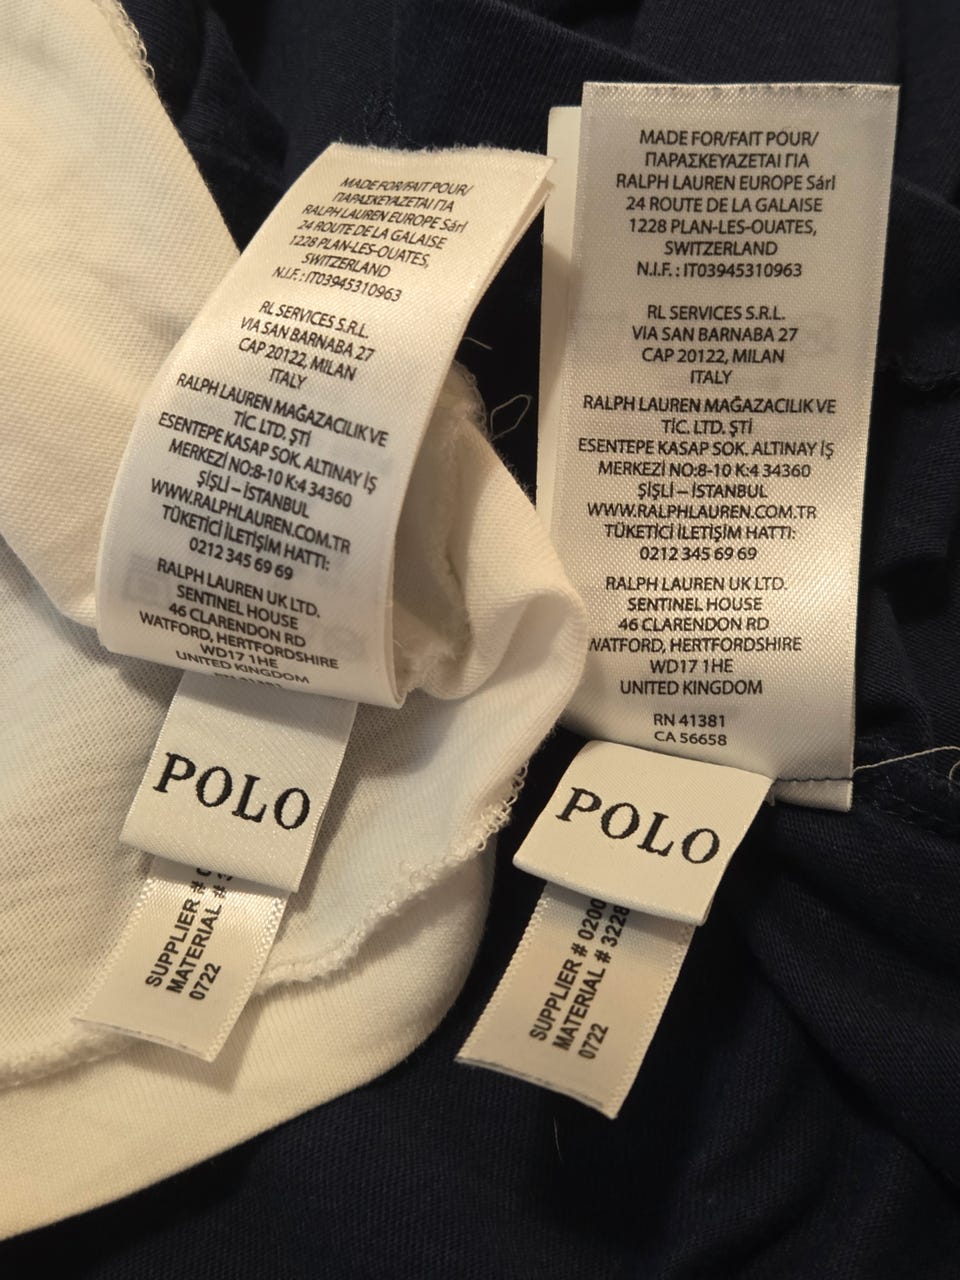 MADE FOR/FAIT POUR/
ΠΑΡΑΣΚΕΥΑΖΕΤΑΙ ΓΙΑ
RALPH LAUREN EUROPE Sárl
24 ROUTE DE LA GALAISE
1228 PLAN-LES-OUATES,
SWITZERLAND
N.I.F. : IT03945310963
RL SERVICES S.R.L.
VIA SAN BARNABA 27
CAP 20122, MILAN
ITALY
RALPH LAUREN MAĞAZACILIK VE
TİC. LTD. ŞTİ
ESENTEPE KASAP SOK. ALTINAY İŞ
MERKEZİ NO:8-10 K:4 34360
ŞİŞLİ – İSTANBUL
WWW.RALPHLAUREN.COM.TR
TÜKETİCİ İLETİŞİM HATTI:
0212 345 69 69
RALPH LAUREN UK LTD.
SENTINEL HOUSE
46 CLARENDON RD
WATFORD, HERTFORDSHIRE
WD17 1HE
UNITED KINGDOM
POLO
SUPPLIER #
MATERIAL #
0722
MADE FOR/FAIT POUR/
ΠΑΡΑΣΚΕΥΑΖΕΤΑΙ ΓΙΑ
RALPH LAUREN EUROPE Sárl
24 ROUTE DE LA GALAISE
1228 PLAN-LES-OUATES,
SWITZERLAND
N.I.F. : IT03945310963
RL SERVICES S.R.L.
VIA SAN BARNABA 27
CAP 20122, MILAN
ITALY
RALPH LAUREN MAĞAZACILIK VE
TİC. LTD. ŞTİ
ESENTEPE KASAP SOK. ALTINAY İŞ
MERKEZİ NO:8-10 K:4 34360
ŞİŞLİ – İSTANBUL
WWW.RALPHLAUREN.COM.TR
TÜKETİCİ İLETİŞİM HATTI:
0212 345 69 69
RALPH LAUREN UK LTD.
SENTINEL HOUSE
46 CLARENDON RD
WATFORD, HERTFORDSHIRE
WD17 1HE
UNITED KINGDOM
RN 41381
CA 56658
POLO
SUPPLIER # 0200
MATERIAL # 3228
0722